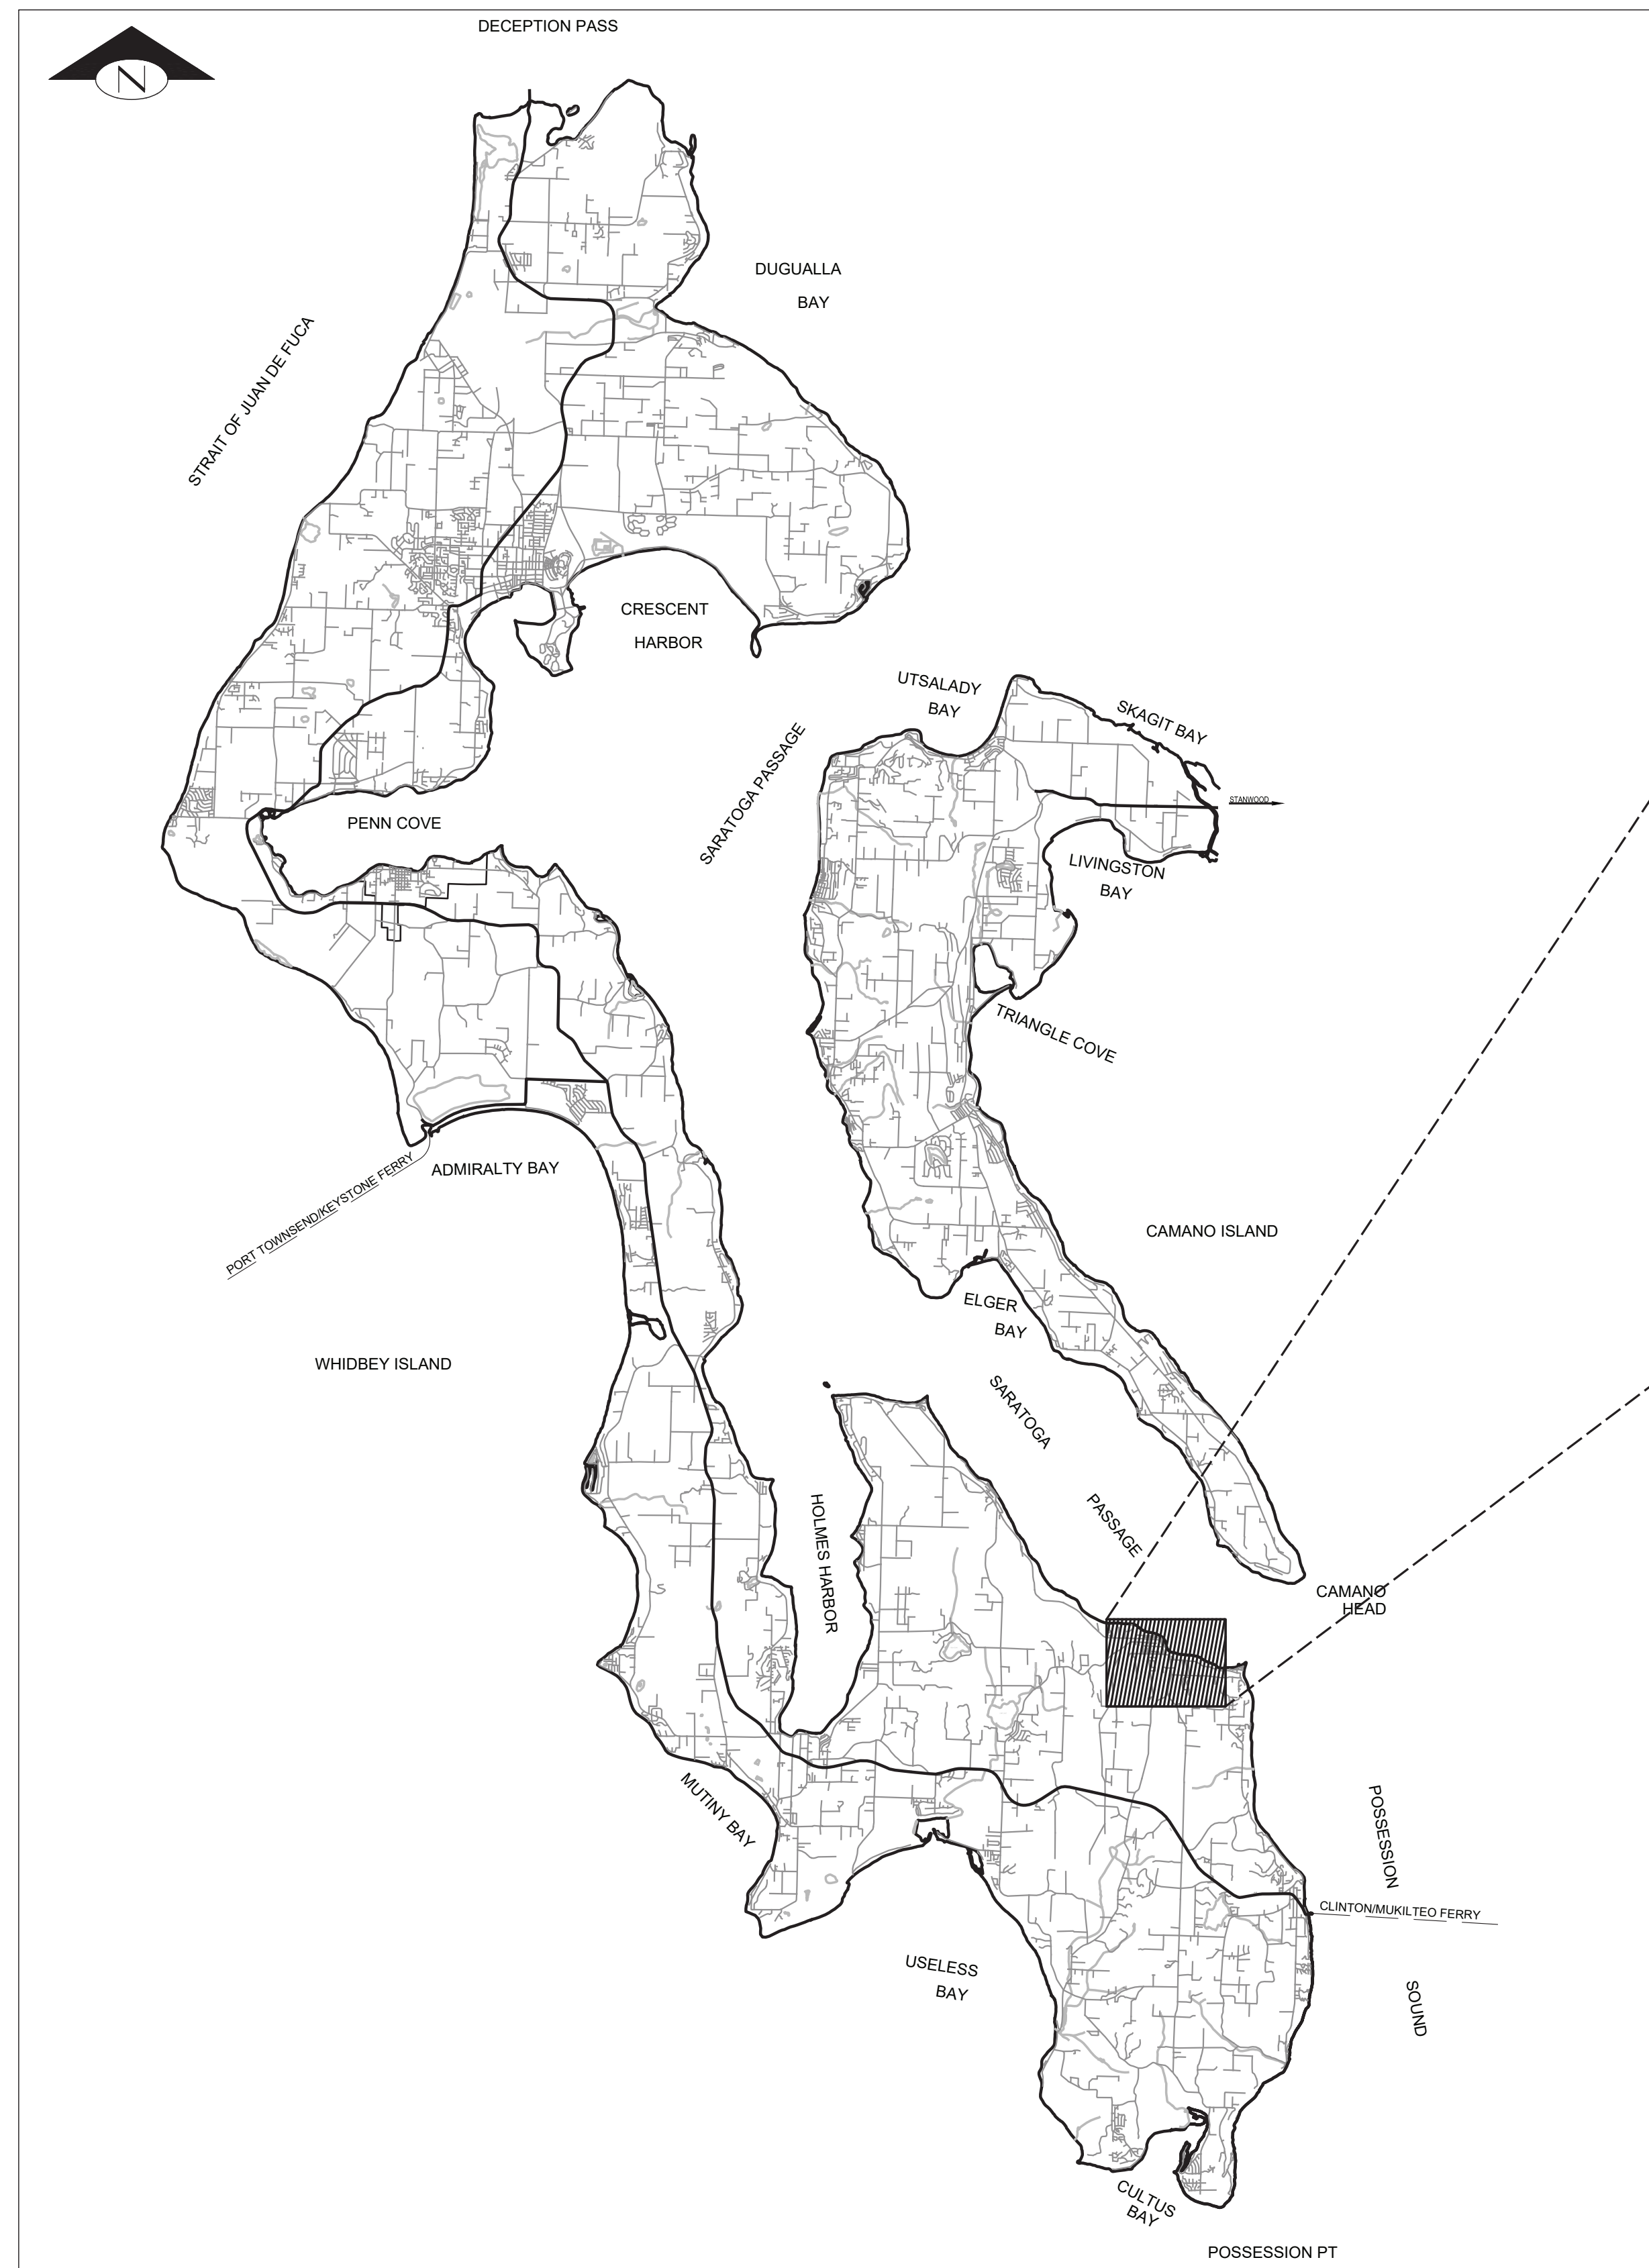 DECEPTION PASS
N
DUGUALLA
BAY
STRAIT OF JUAN DE FUCA
CRESCENT
HARBOR
UTSALADY
BAY
SKAGIT BAY
SARATOGA PASSAGE
STANWOOD
PENN COVE
LIVINGSTON
BAY
TRIANGLE COVE
ADMIRALTY BAY
PORT TOWNSEND/KEYSTONE FERRY
CAMANO ISLAND
ELGER
BAY
WHIDBEY ISLAND
SARATOGA
PASSAGE
HOLMES HARBOR
CAMANO
HEAD
MUTINY BAY
POSSESSION
CLINTON/MUKILTEO FERRY
USELESS
BAY
SOUND
CULTUS
BAY
POSSESSION PT